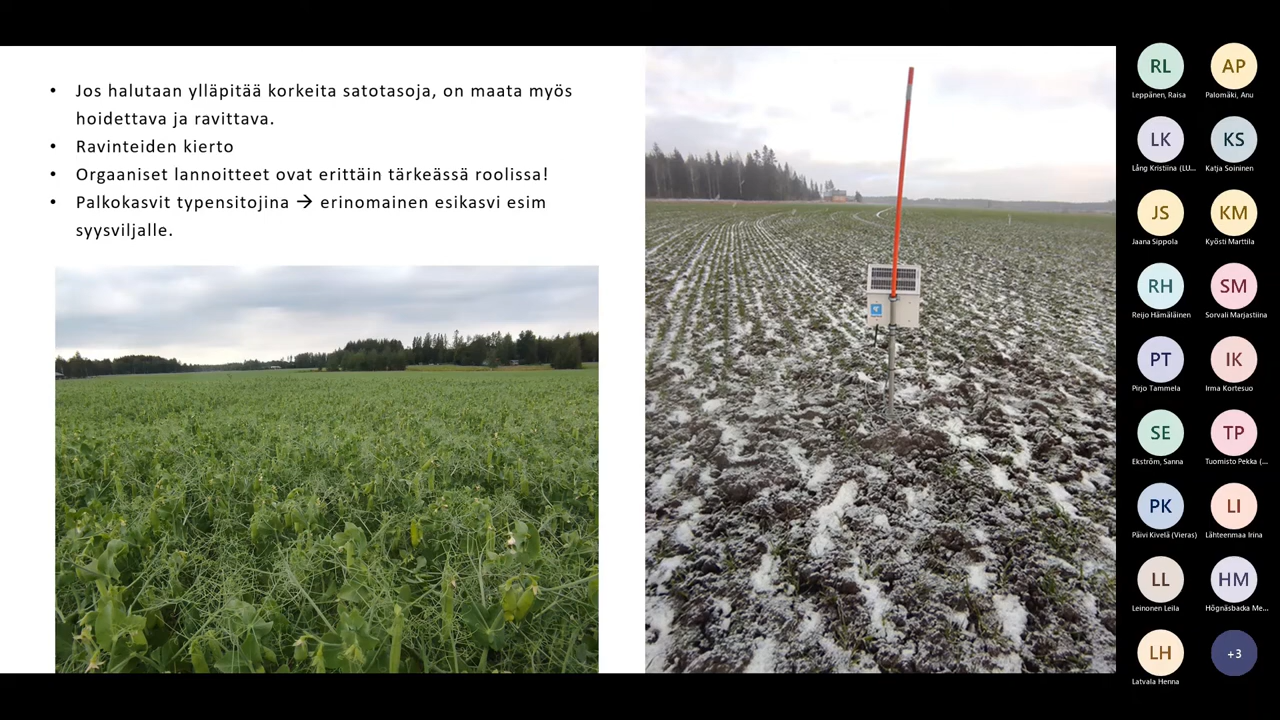 • Jos halutaan ylläpitää korkeita satotasoja, on maata myös
hoidettava ja ravittava.
• Ravinteiden kierto
• Orgaaniset lannoitteet ovat erittäin tärkeässä roolissa!
• Palkokasvit typensitojina → erinomainen esikasvi esim
syysviljalle.
RL AP
Leppänen, Raisa Palomäki, Anu
LK KS
Lång Kristiina (LU... Katja Soininen
JS KM
Jaana Sippola Kyösti Marttila
RH SM
Reijo Hämäläinen Sorvali Marjastiina
PT IK
Pirjo Tammela Irma Kortesuo
SE TP
Ekström, Sanna Tuomisto Pekka (...
PK LI
Päivi Kivelä (Vieras) Lähteenmaa Irina
LL HM
Leinonen Leila Högnäsbacka Me...
LH +3
Latvala Henna